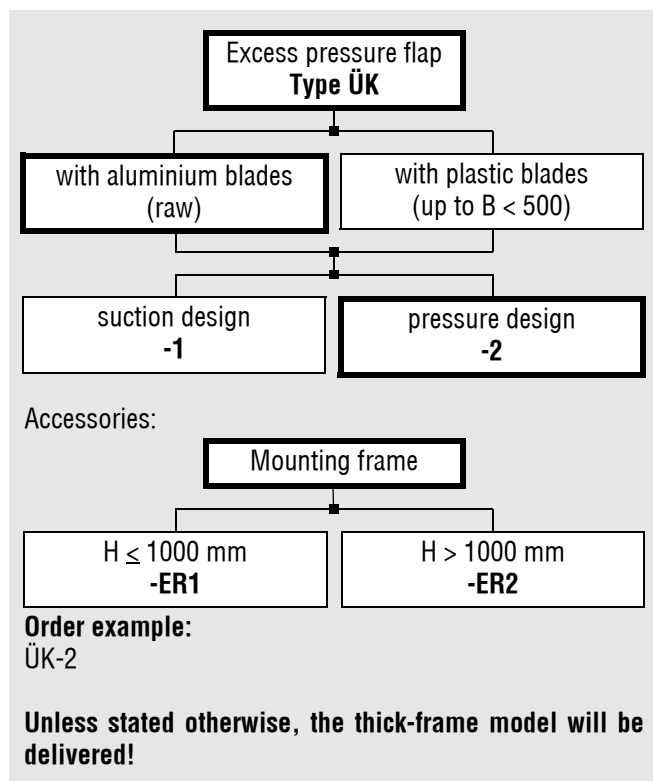 Excess pressure flap
Type ÜK
with aluminium blades
(raw)
with plastic blades
(up to B < 500)
suction design
-1
pressure design
-2
Accessories:
Mounting frame
H ≤ 1000 mm
-ER1
H > 1000 mm
-ER2
Order example:
ÜK-2
Unless stated otherwise, the thick-frame model will be
delivered!